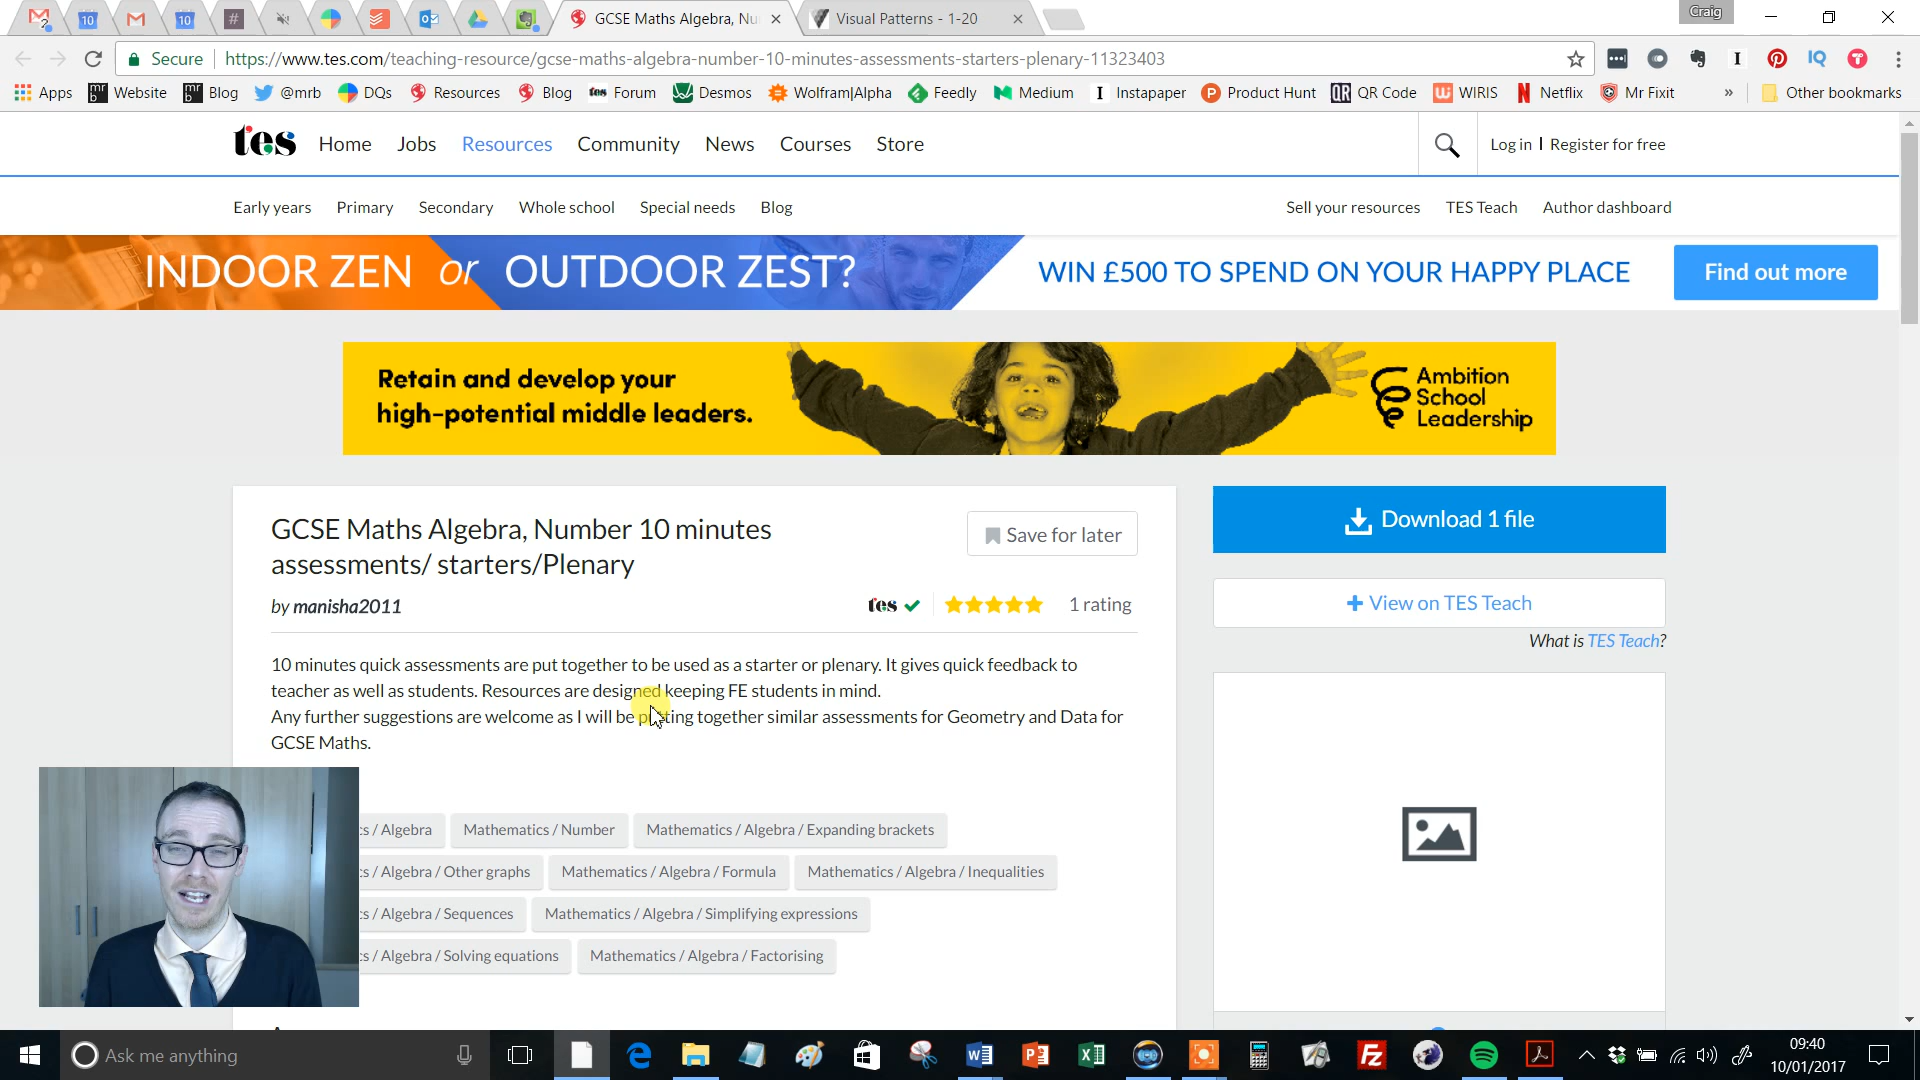 GCSE Maths Algebra, Nu
Visual Patterns - 1-20
Craig
Secure
https://www.tes.com/teaching-resource/gcse-maths-algebra-number-10-minutes-assessments-starters-plenary-11323403
Apps Website Blog @mrb DQs Resources Blog tes Forum Desmos Wolfram|Alpha Feedly Medium Instapaper Product Hunt QR Code WIRIS Netflix Mr Fixit » Other bookmarks
tes Home Jobs Resources Community News Courses Store Log in | Register for free
Early years Primary Secondary Whole school Special needs Blog Sell your resources TES Teach Author dashboard
INDOOR ZEN or OUTDOOR ZEST? WIN £500 TO SPEND ON YOUR HAPPY PLACE Find out more
Retain and develop your
high-potential middle leaders.
Ambition
School
Leadership
GCSE Maths Algebra, Number 10 minutes
assessments/ starters/Plenary
Save for later
by manisha2011
tes 1 rating
10 minutes quick assessments are put together to be used as a starter or plenary. It gives quick feedback to
teacher as well as students. Resources are designed keeping FE students in mind.
Any further suggestions are welcome as I will be putting together similar assessments for Geometry and Data for
GCSE Maths.
cs / Algebra Mathematics / Number Mathematics / Algebra / Expanding brackets
cs / Algebra / Other graphs Mathematics / Algebra / Formula Mathematics / Algebra / Inequalities
cs / Algebra / Sequences Mathematics / Algebra / Simplifying expressions
cs / Algebra / Solving equations Mathematics / Algebra / Factorising
Download 1 file
+ View on TES Teach
What is TES Teach?
Ask me anything
09:40
10/01/2017